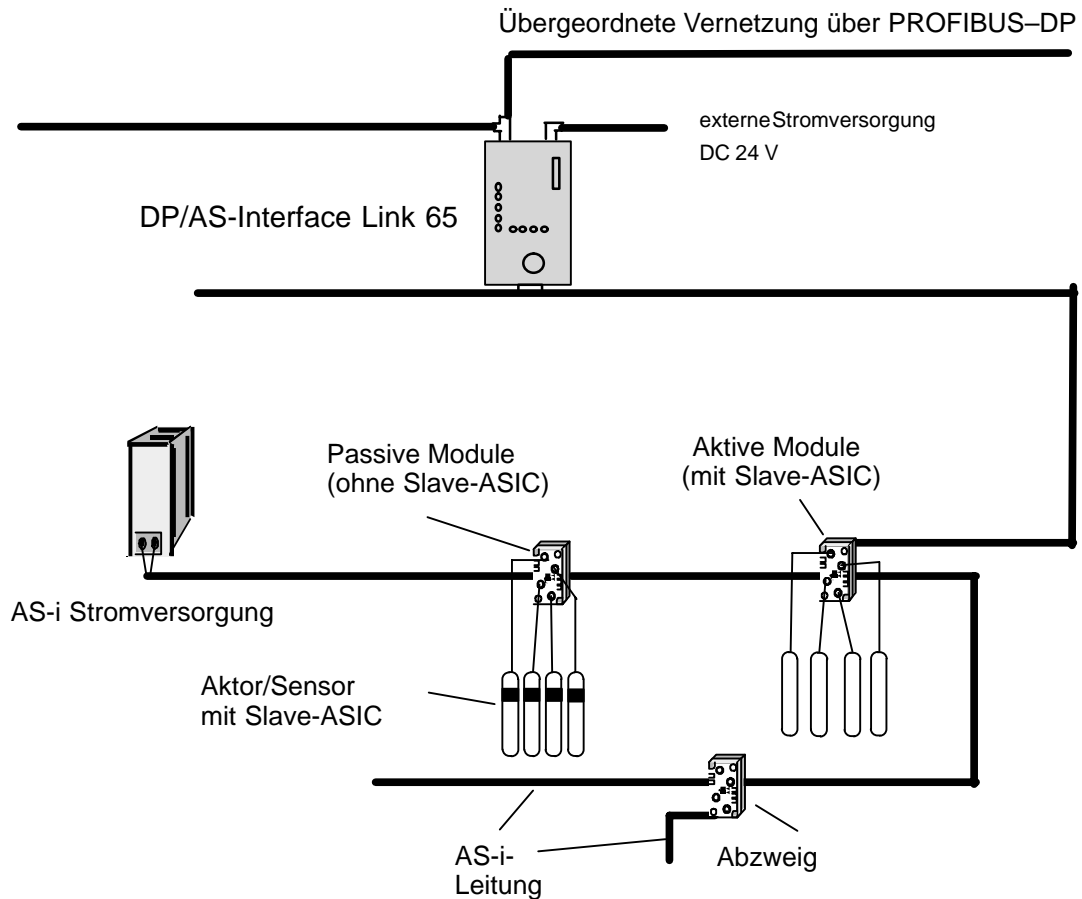 Übergeordnete Vernetzung über PROFIBUS–DP
externe Stromversorgung
DC 24 V
DP/AS-Interface Link 65
Passive Module
(ohne Slave-ASIC)
Aktive Module
(mit Slave-ASIC)
AS-i Stromversorgung
Aktor/Sensor
mit Slave-ASIC
AS-i-
Leitung
Abzweig